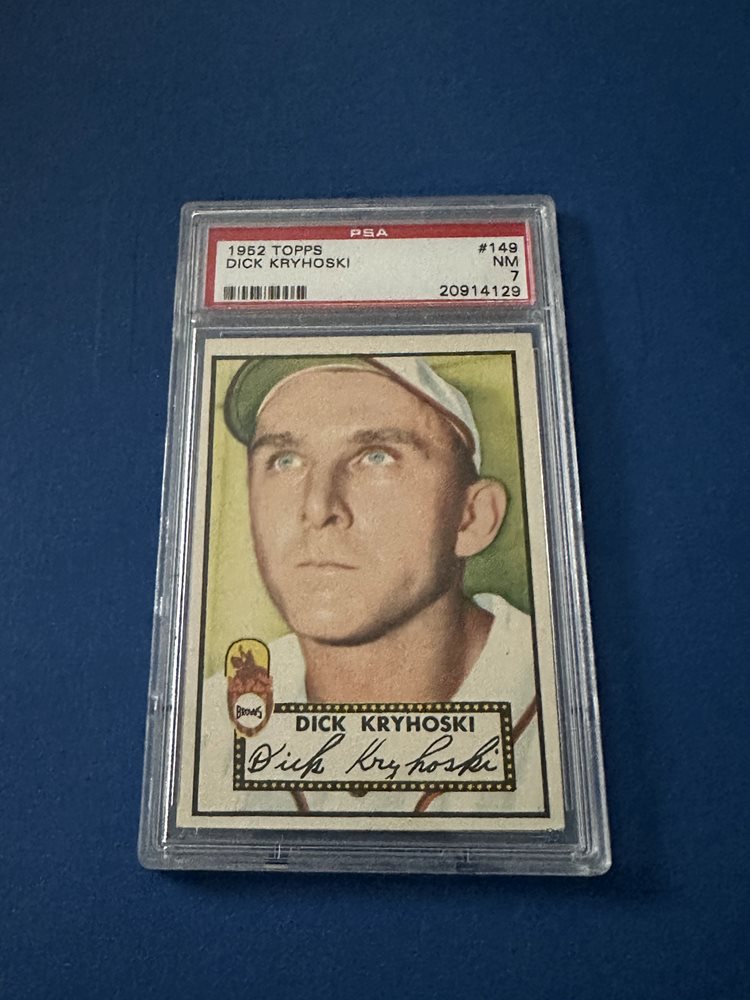 PSA
1952 TOPPS #149
DICK KRYHOSKI NM
7
20914129
BROWNS
DICK KRYHOSKI
Dick Kryhoski